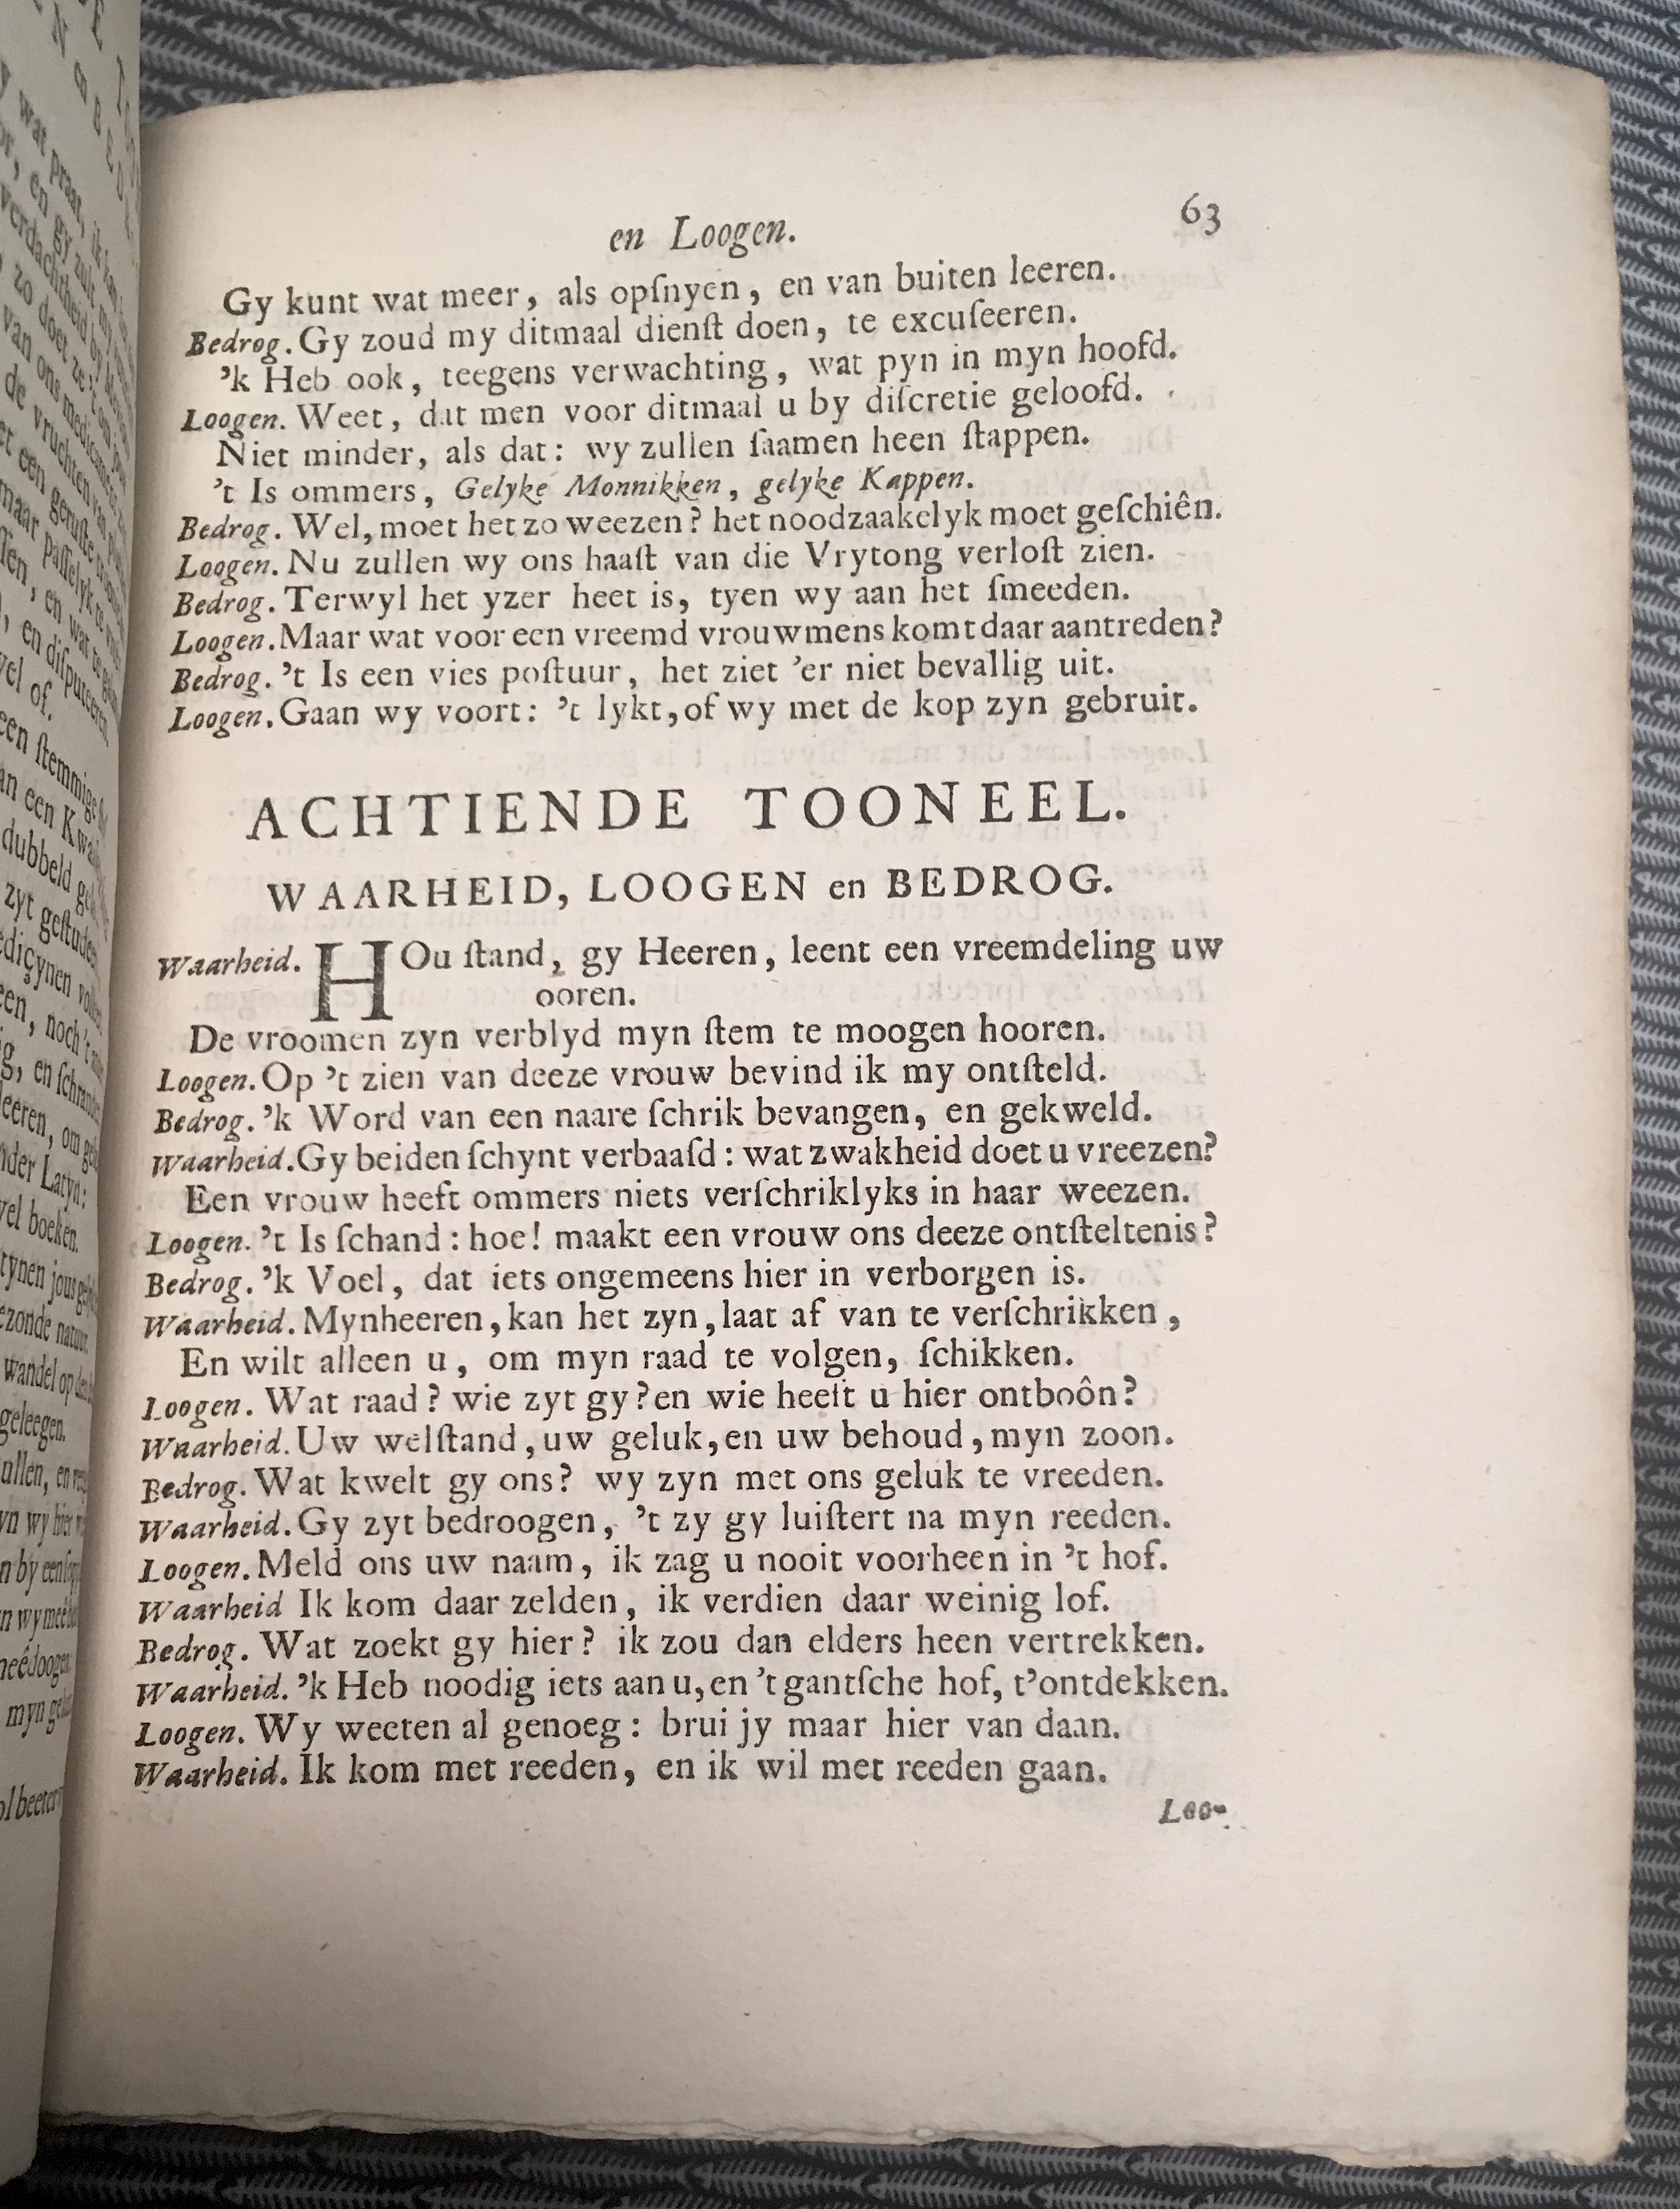 en Loogen. 63
Gy kunt wat meer, als opſnyen, en van buiten leeren.
Bedrog. Gy zoud my ditmaal dienſt doen, te excuſeeren.
’k Heb ook, teegens verwachting, wat pyn in myn hoofd.
Loogen. Weet, dat men voor ditmaal u by diſcretie geloofd.
Niet minder, als dat: wy zullen ſaamen heen ſtappen.
’t Is ommers, Gelyke Monnikken, gelyke Kappen.
Bedrog. Wel, moet het zo weezen? het noodzaakelyk moet geſchiên.
Loogen. Nu zullen wy ons haaſt van die Vrytong verloſt zien.
Bedrog. Terwyl het yzer heet is, tyen wy aan het ſmeeden.
Loogen. Maar wat voor een vreemd vrouwmens komt daar aantreden?
Bedrog. ’t Is een vies poſtuur, het ziet ’er niet bevallig uit.
Loogen. Gaan wy voort: ’t lykt, of wy met de kop zyn gebruit.
ACHTIENDE TOONEEL.
WAARHEID, LOOGEN en BEDROG.
Waarheid. HOu ſtand, gy Heeren, leent een vreemdeling uw
ooren.
De vroomen zyn verblyd myn ſtem te moogen hooren.
Loogen. Op ’t zien van deeze vrouw bevind ik my ontſteld.
Bedrog. ’k Word van een naare ſchrik bevangen, en gekweld.
Waarheid. Gy beiden ſchynt verbaaſd: wat zwakheid doet u vreezen?
Een vrouw heeft ommers niets verſchriklyks in haar weezen.
Loogen. ’t Is ſchand: hoe! maakt een vrouw ons deeze ontſteltenis?
Bedrog. ’k Voel, dat iets ongemeens hier in verborgen is.
Waarheid. Mynheeren, kan het zyn, laat af van te verſchrikken,
En wilt alleen u, om myn raad te volgen, ſchikken.
Loogen. Wat raad? wie zyt gy? en wie heeft u hier ontboôn?
Waarheid. Uw welſtand, uw geluk, en uw behoud, myn zoon.
Bedrog. Wat kwelt gy ons? wy zyn met ons geluk te vreeden.
Waarheid. Gy zyt bedroogen, ’t zy gy luiſtert na myn reeden.
Loogen. Meld ons uw naam, ik zag u nooit voorheen in ’t hof.
Waarheid Ik kom daar zelden, ik verdien daar weinig lof.
Bedrog. Wat zoekt gy hier? ik zou dan elders heen vertrekken.
Waarheid. ’k Heb noodig iets aan u, en ’t gantſche hof, t’ontdekken.
Loogen. Wy weeten al genoeg: brui jy maar hier van daan.
Waarheid. Ik kom met reeden, en ik wil met reeden gaan.
Loo-